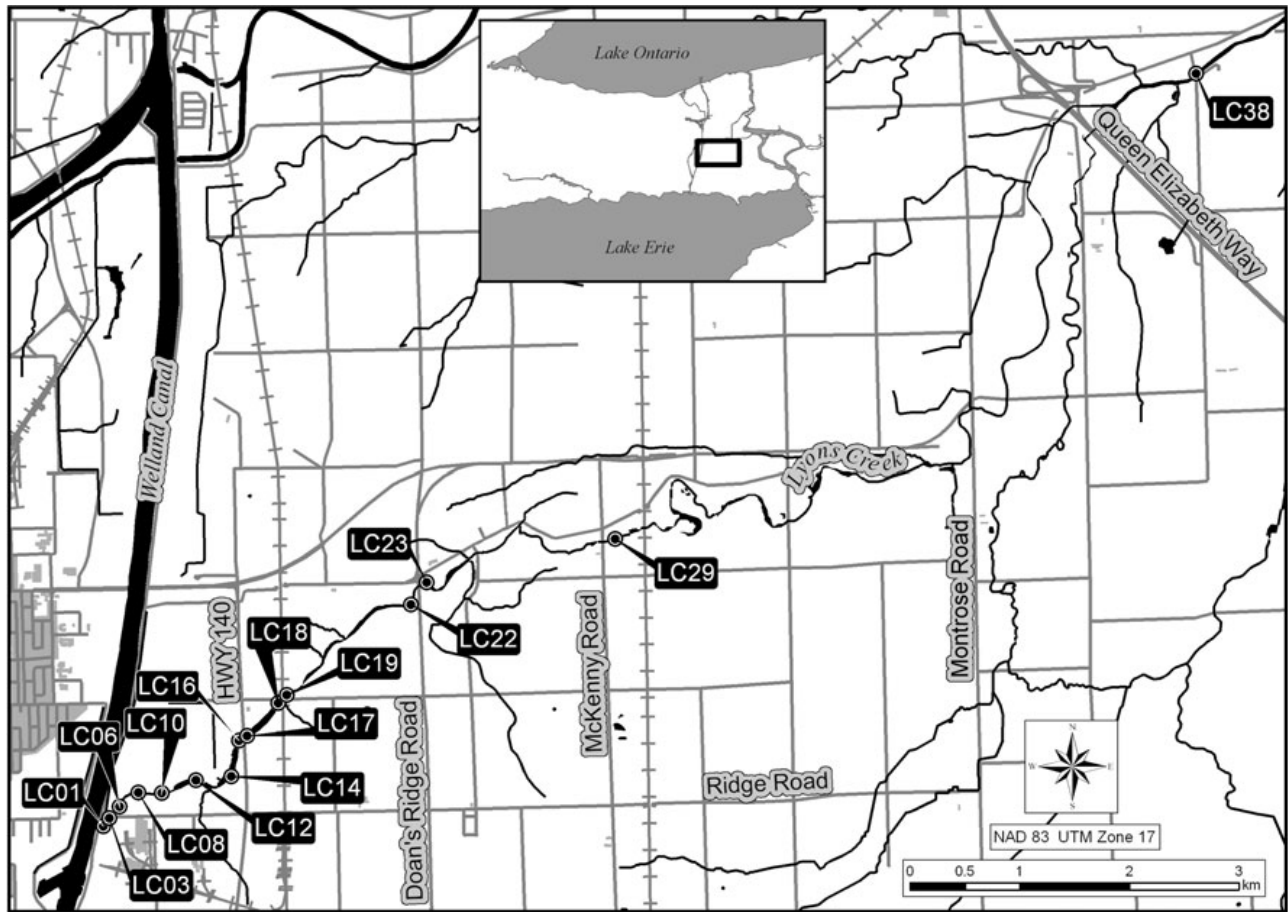 Lake Ontario
Lake Erie
LC38
Queen Elizabeth Way
Welland Canal
Lyons Creek
LC23
LC29
LC22
HWY 140
LC18
LC19
LC16
LC17
LC10
LC06
LC01
LC14
LC12
LC08
LC03
Doan's Ridge Road
McKenny Road
Montrose Road
Ridge Road
N
W
E
S
NAD 83 UTM Zone 17
0 0.5 1 2 3
km